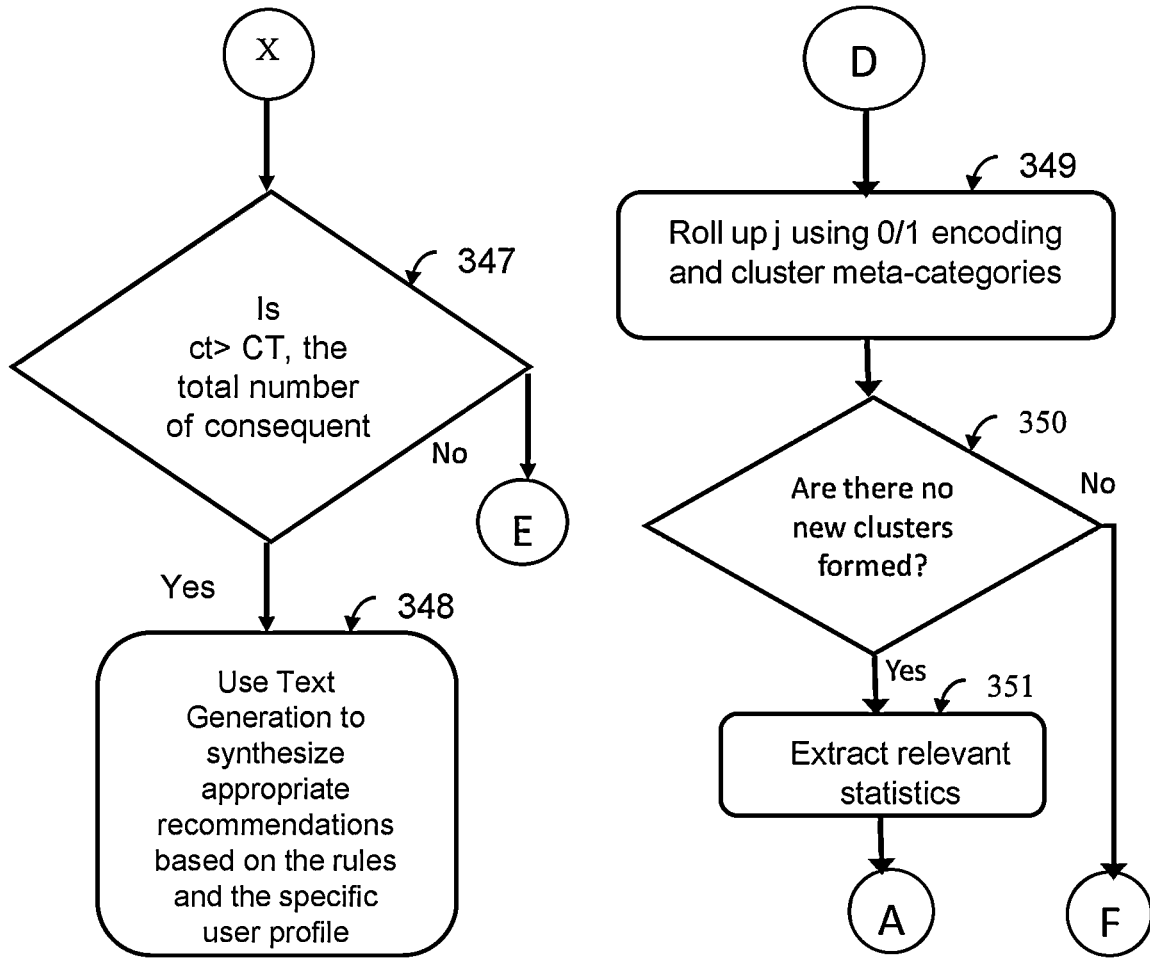 X
347
Is
ct> CT, the
total number
of consequent
No
E
Yes
348
Use Text
Generation to
synthesize
appropriate
recommendations
based on the rules
and the specific
user profile
D
349
Roll up j using 0/1 encoding
and cluster meta-categories
350
Are there no
new clusters
formed?
No
Yes
351
Extract relevant
statistics
A
F